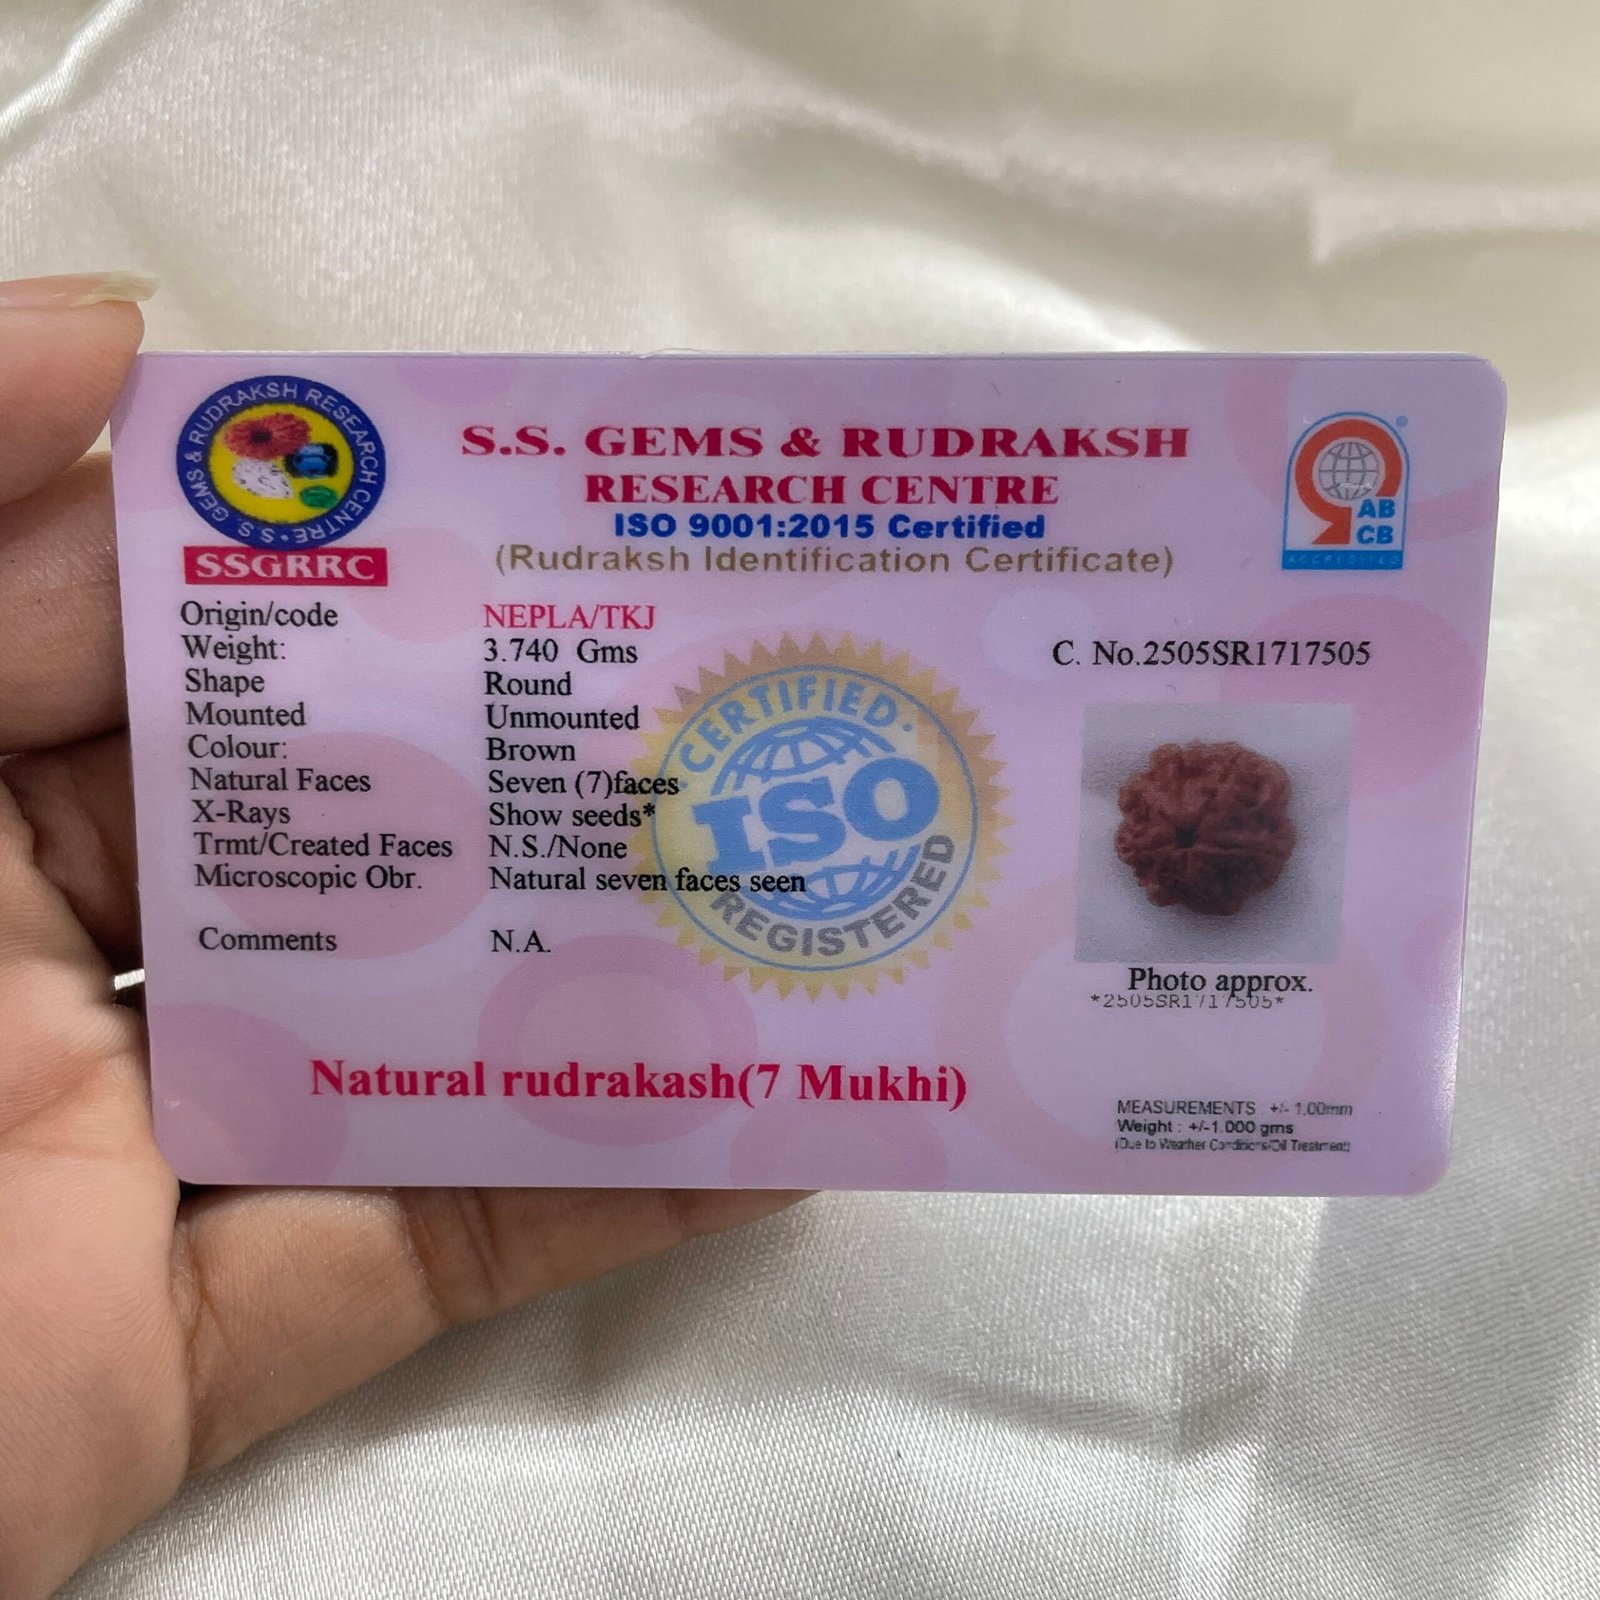 S.S. GEMS & RUDRAKSH RESEARCH CENTRE
SSGRRC
S.S. GEMS & RUDRAKSH
RESEARCH CENTRE
ISO 9001:2015 Certified
(Rudraksh Identification Certificate)
AB
CB
ACCREDITED
Origin/code NEPLA/TKJ
Weight: 3.740 Gms
C. No.2505SR1717505
Shape Round
Mounted Unmounted
Colour: Brown
Natural Faces Seven (7)faces
X-Rays Show seeds*
Trmt/Created Faces N.S./None
Microscopic Obr. Natural seven faces seen
Comments N.A.
CERTIFIED
ISO
REGISTERED
Photo approx.
*2505SR1717505*
Natural rudrakash(7 Mukhi)
MEASUREMENTS +/- 1.00mm
Weight : +/-1.000 gms
(Due to Weather Conditions/Oil Treatment)